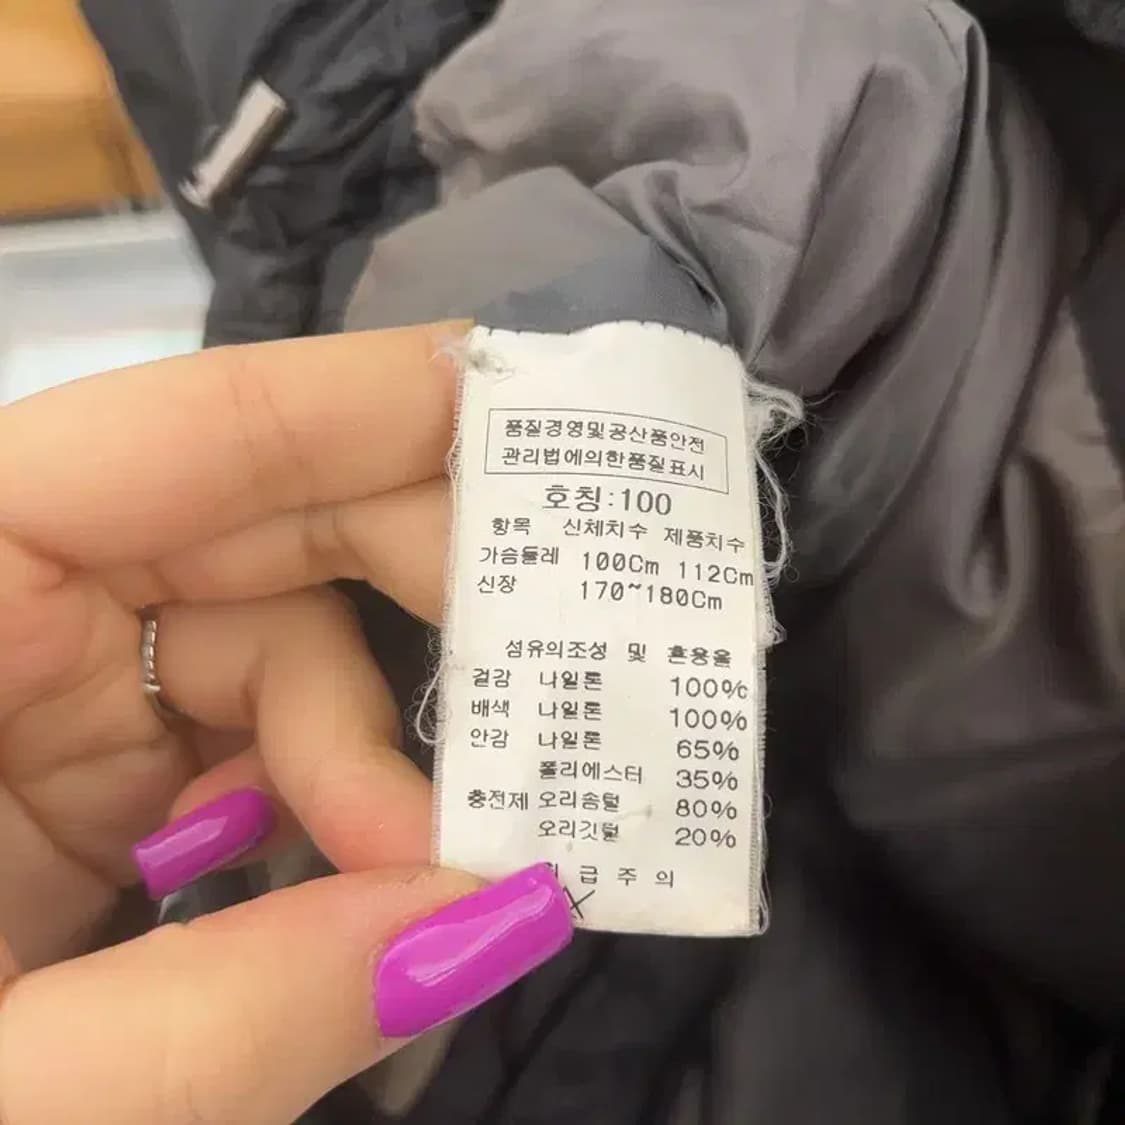 품질경영및공산품안전
관리법에의한품질표시
호칭:100
항목 신체치수 제품치수
가슴둘레 100Cm 112Cm
신장 170~180Cm
섬유의조성 및 혼용율
겉감 나일론 100%
배색 나일론 100%
안감 나일론 65%
폴리에스터 35%
충전제 오리솜털 80%
오리깃털 20%
급주의